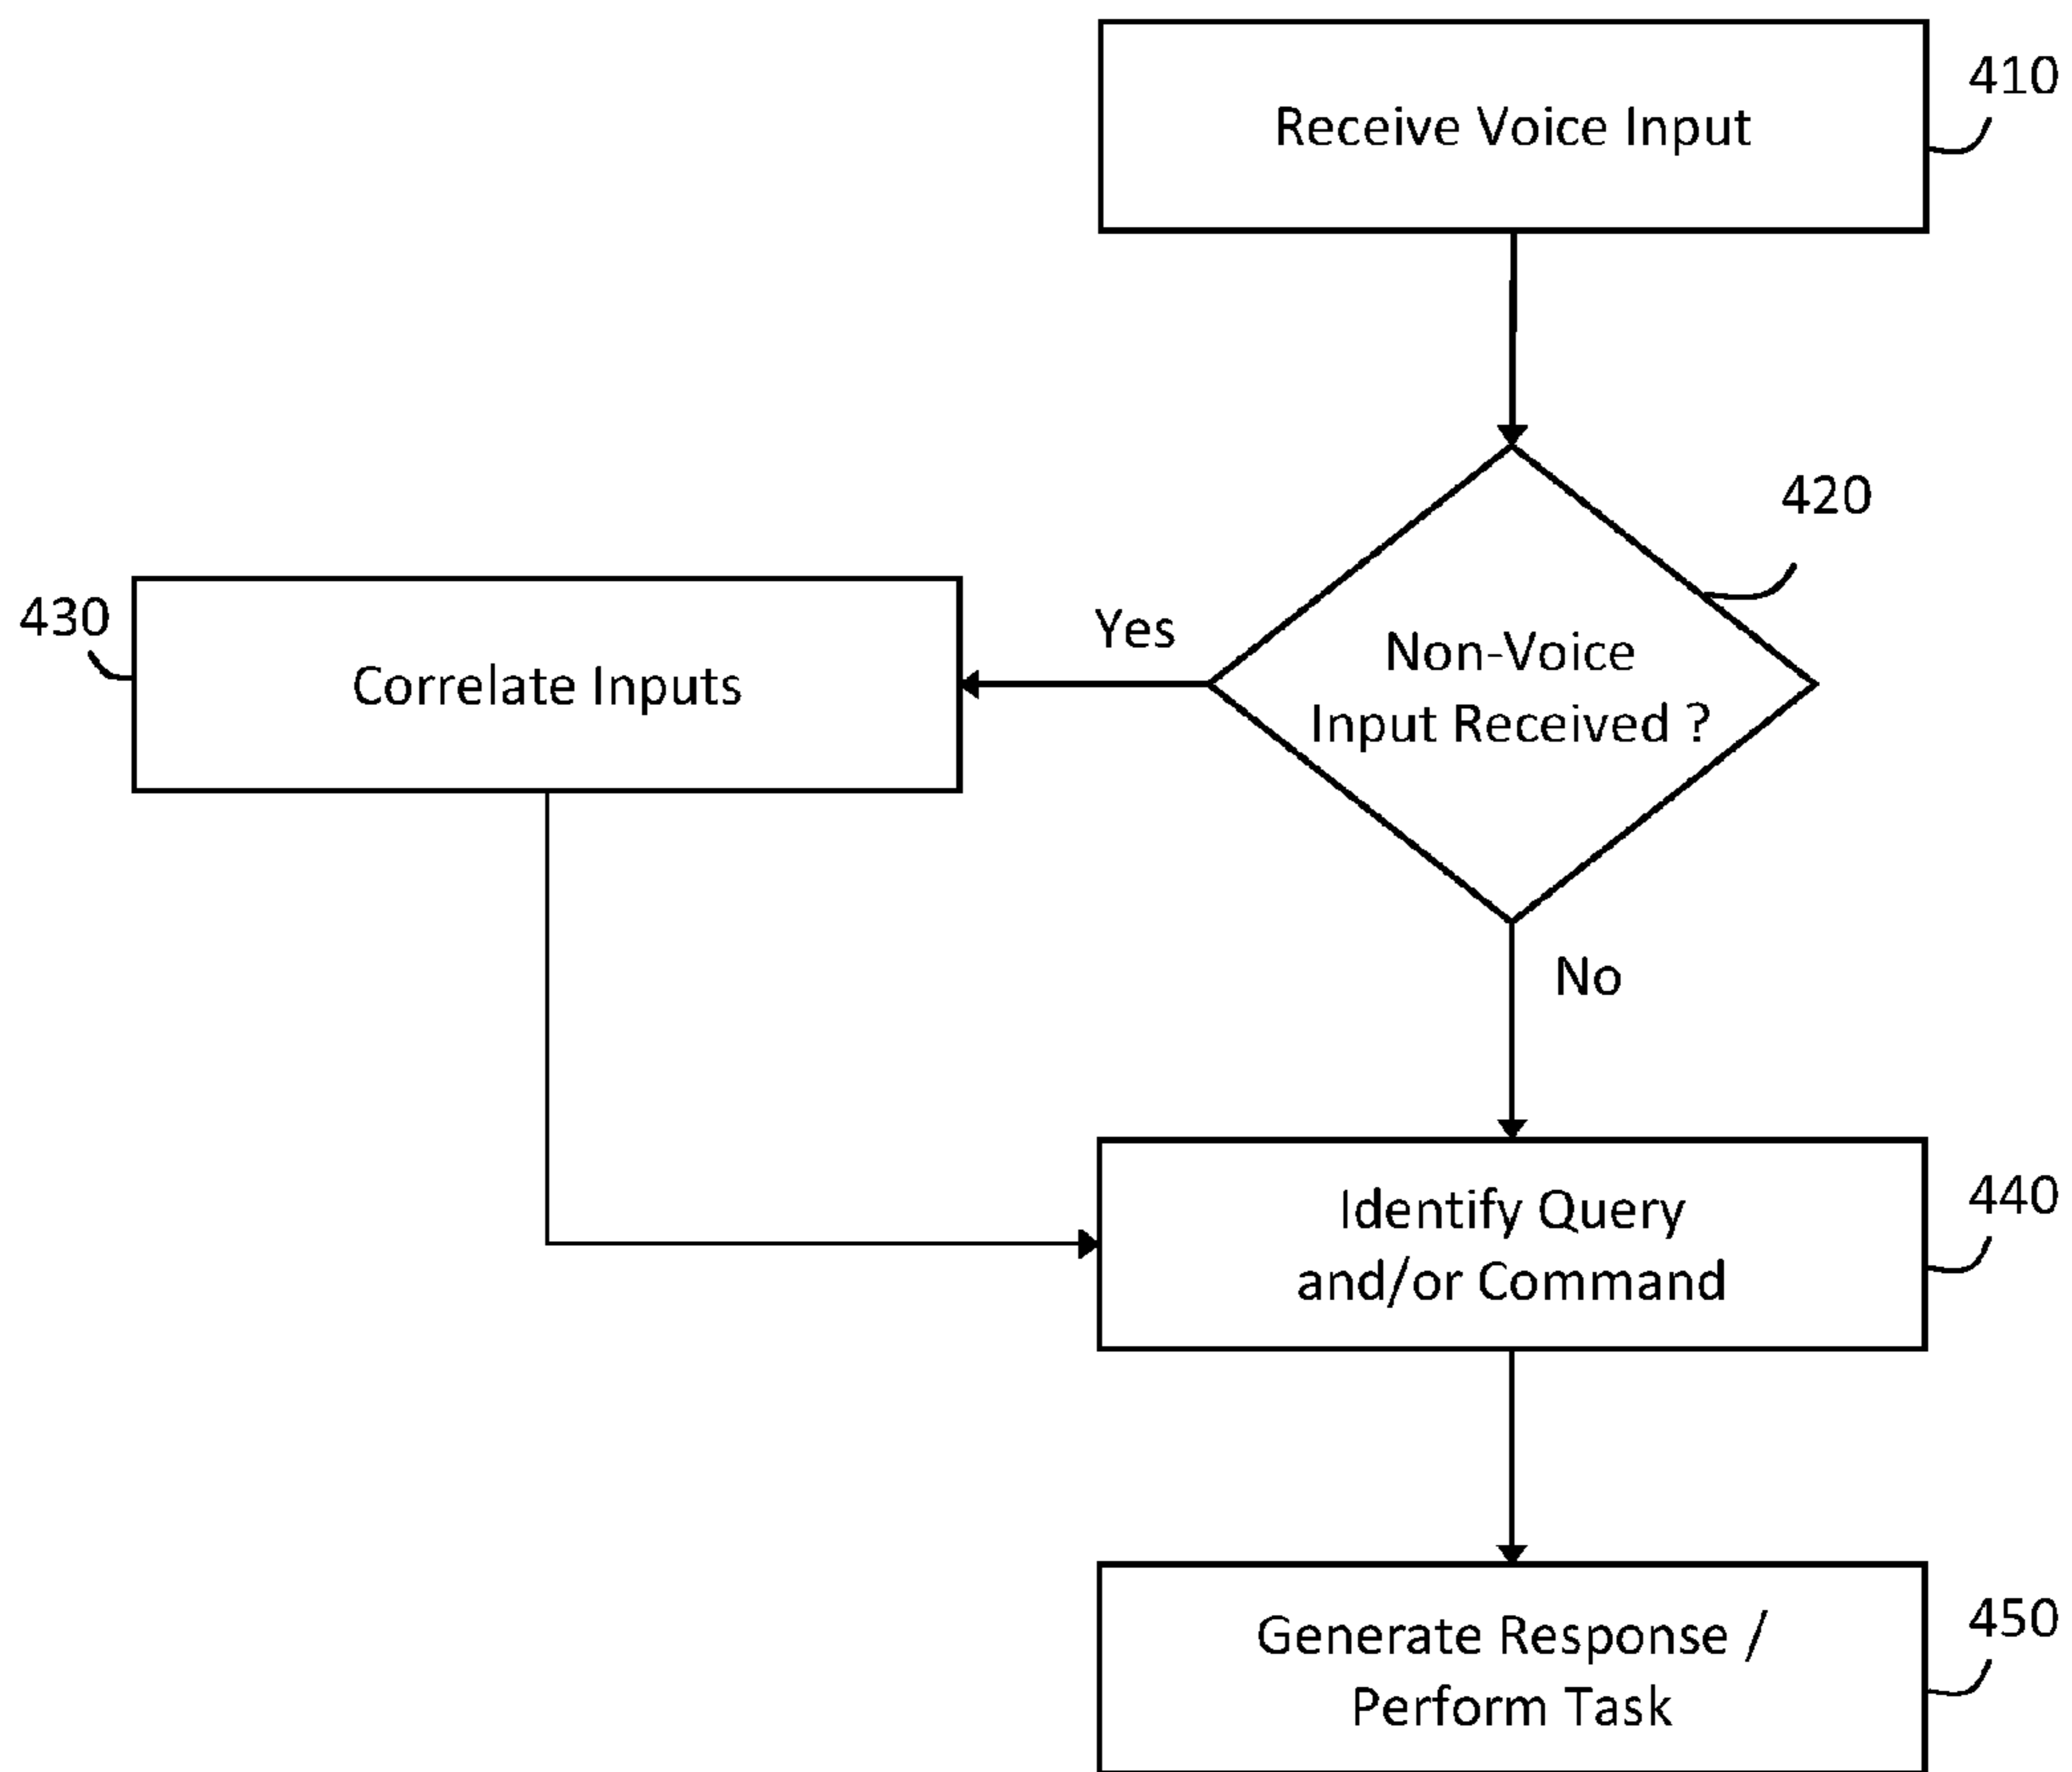 Receive Voice Input
410
420
Non-Voice
Input Received ?
Yes
430
Correlate Inputs
No
Identify Query
and/or Command
440
Generate Response /
Perform Task
450